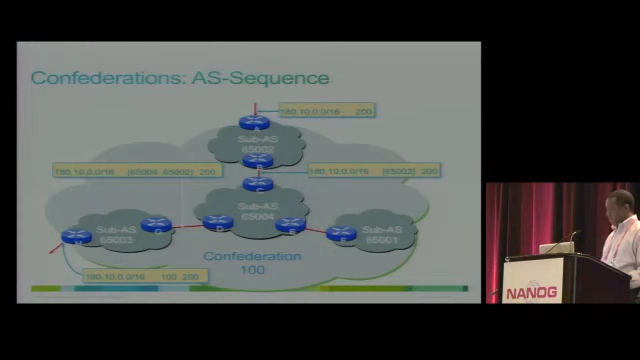 Confederations: AS-Sequence
180.10.0.0/16 200
A
Sub-AS
65002
B
180.10.0.0/16 (65004 65002) 200
180.10.0.0/16 (65002) 200
C
Sub-AS
65004
D
E
G
Sub-AS
65003
H
F
Sub-AS
65001
Confederation
100
180.10.0.0/16 100 200
NANOG